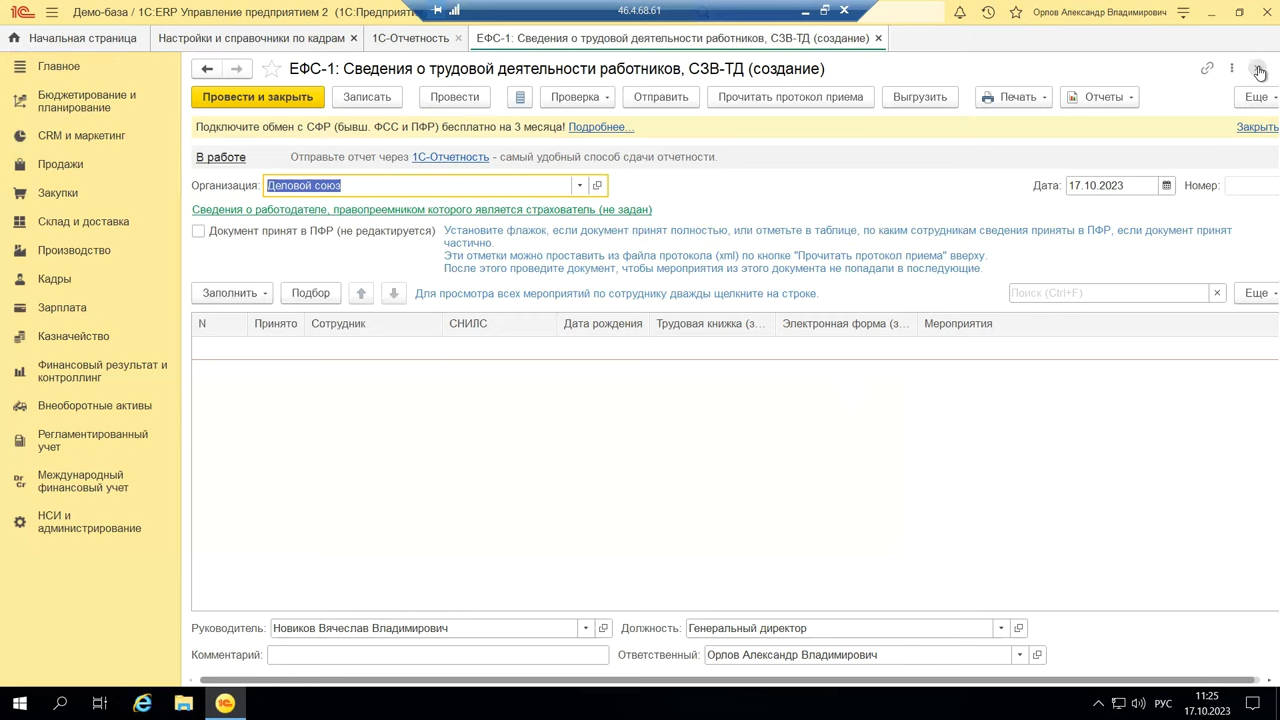 Демо-база / 1С:ERP Управление предприятием 2 (1С:Предпри
46.4.68.61
Орлов Александр Владимирович
Начальная страница
Настройки и справочники по кадрам
1С-Отчетность
ЕФС-1: Сведения о трудовой деятельности работников, СЗВ-ТД (создание)
Главное
Бюджетирование и
планирование
CRM и маркетинг
Продажи
Закупки
Склад и доставка
Производство
Кадры
Зарплата
Казначейство
Финансовый результат и
контроллинг
Внеоборотные активы
Регламентированный
учет
Международный
финансовый учет
НСИ и
администрирование
ЕФС-1: Сведения о трудовой деятельности работников, СЗВ-ТД (создание)
Провести и закрыть
Записать
Провести
Проверка
Отправить
Прочитать протокол приема
Выгрузить
Печать
Отчеты
Еще
Подключите обмен с СФР (бывш. ФСС и ПФР) бесплатно на 3 месяца! Подробнее...
Закрыть
В работе
Отправьте отчет через 1С-Отчетность - самый удобный способ сдачи отчетности.
Организация: Деловой союз
Дата: 17.10.2023
Номер:
Сведения о работодателе, правопреемником которого является страхователь (не задан)
Документ принят в ПФР (не редактируется)
Установите флажок, если документ принят полностью, или отметьте в таблице, по каким сотрудникам сведения приняты в ПФР, если документ принят
частично.
Эти отметки можно проставить из файла протокола (xml) по кнопке "Прочитать протокол приема" вверху.
После этого проведите документ, чтобы мероприятия из этого документа не попадали в последующие.
Заполнить
Подбор
Для просмотра всех мероприятий по сотруднику дважды щелкните на строке.
Поиск (Ctrl+F)
Еще
N
Принято
Сотрудник
СНИЛС
Дата рождения
Трудовая книжка (з...
Электронная форма (з...
Мероприятия
Руководитель: Новиков Вячеслав Владимирович
Должность: Генеральный директор
Комментарий:
Ответственный: Орлов Александр Владимирович
РУС
11:25
17.10.2023